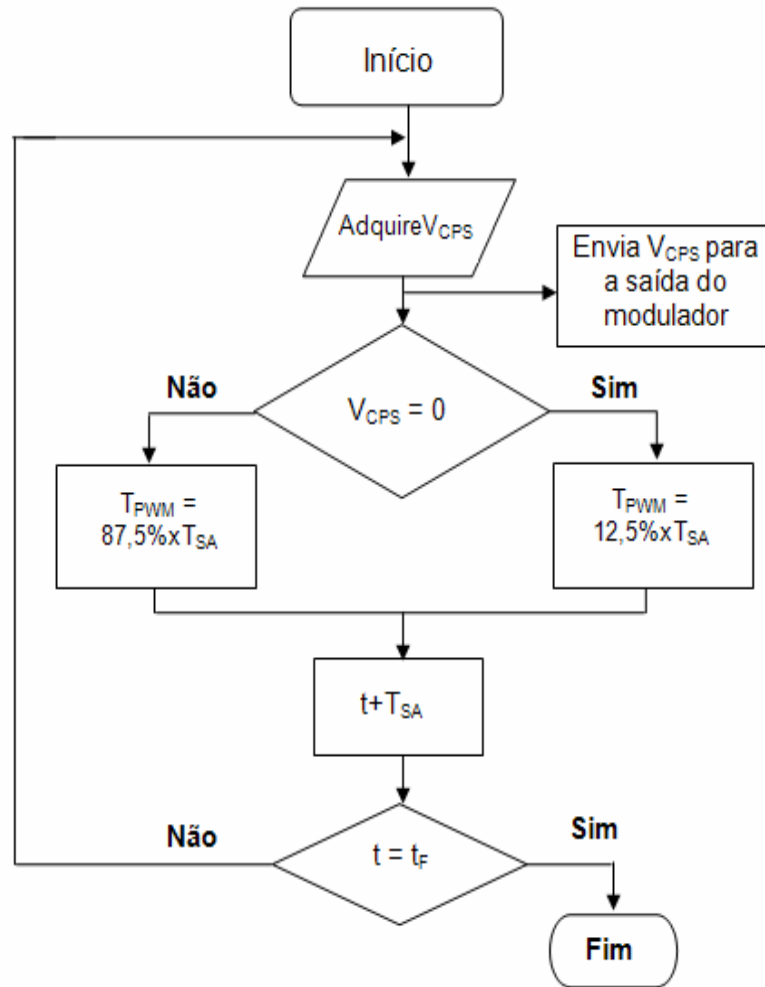 Início
AdquireV_CPS
Envia V_CPS para
a saída do
modulador
Não
Sim
V_CPS = 0
T_PWM =
87,5%xT_SA
T_PWM =
12,5%xT_SA
t+T_SA
Não
Sim
t = t_F
Fim